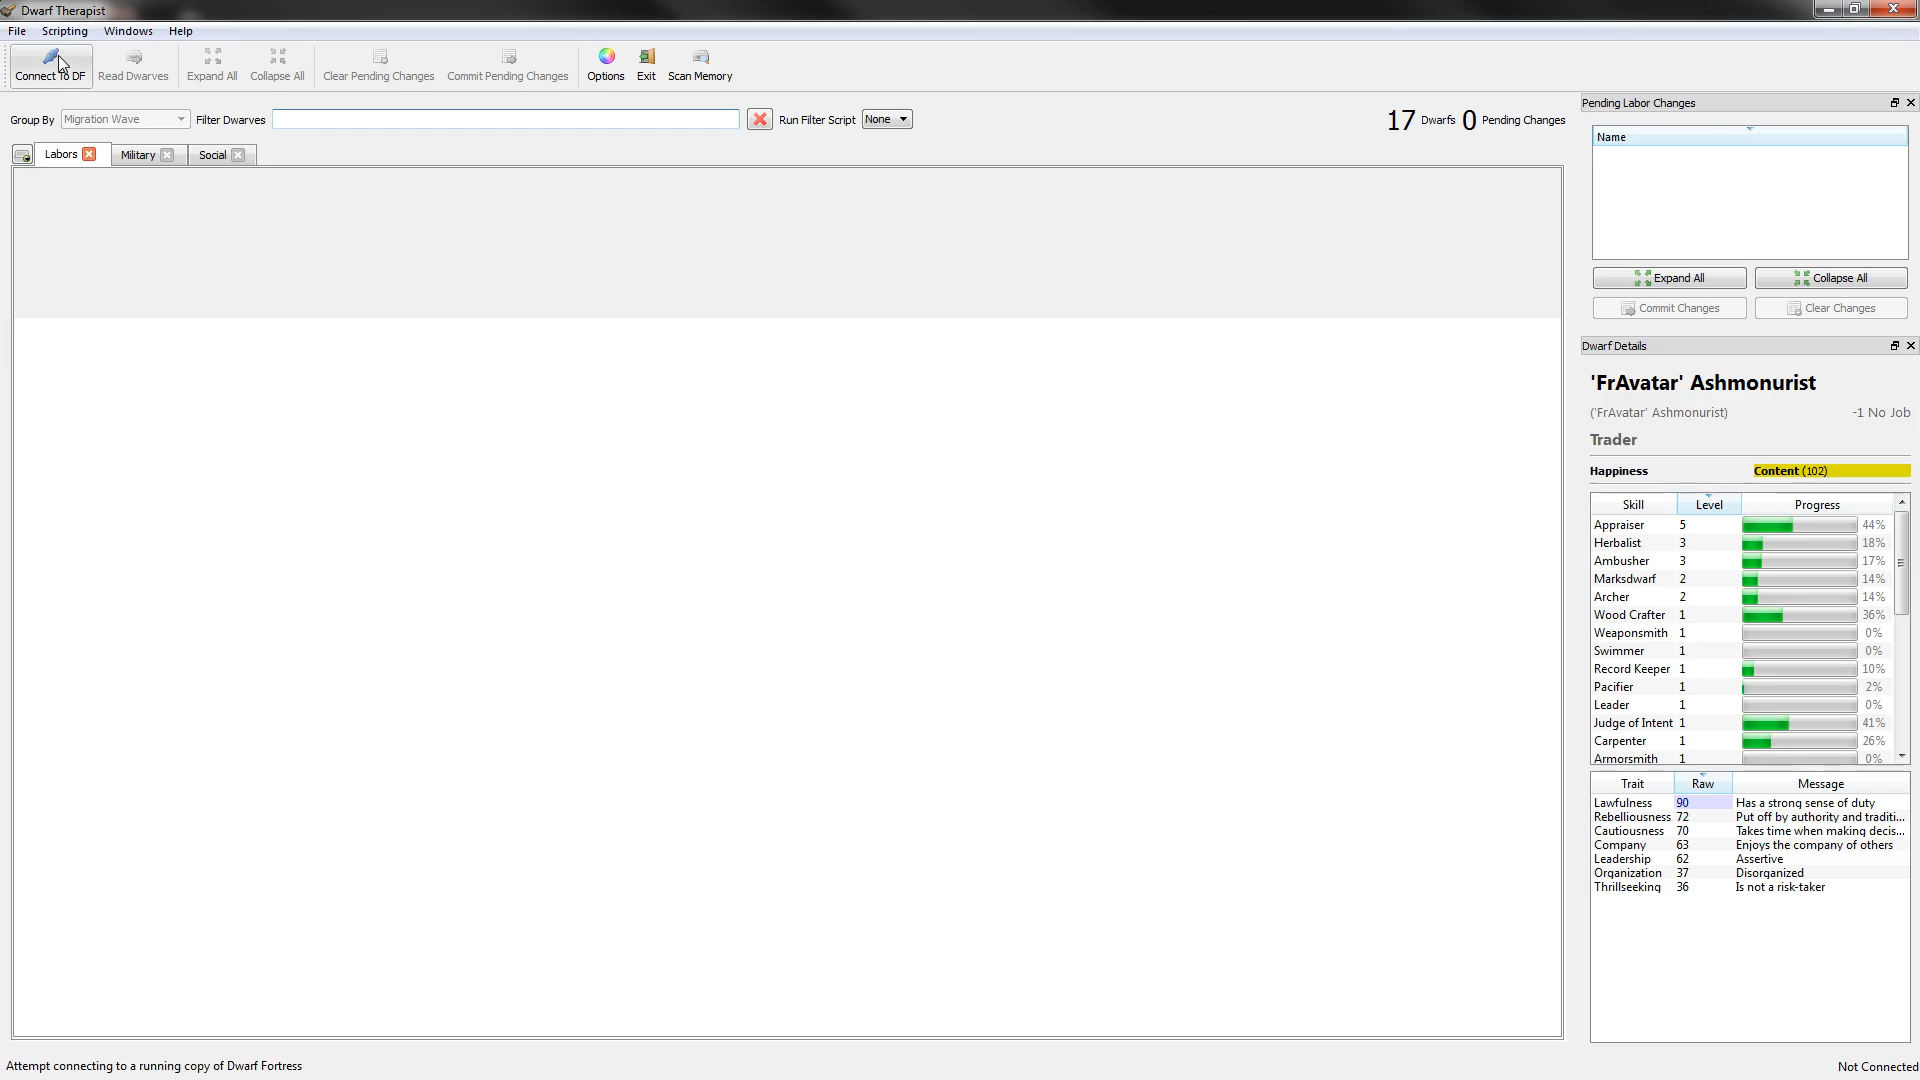 Dwarf Therapist
File Scripting Windows Help
Connect To DF Read Dwarves Expand All Collapse All Clear Pending Changes Commit Pending Changes Options Exit Scan Memory
Group By Migration Wave Filter Dwarves Run Filter Script None 17 Dwarfs 0 Pending Changes
Labors Military Social
Pending Labor Changes
Name
Expand All Collapse All
Commit Changes Clear Changes
Dwarf Details
'FrAvatar' Ashmonurist
('FrAvatar' Ashmonurist) -1 No Job
Trader
Happiness Content (102)
Skill Level Progress
Appraiser 5 44%
Herbalist 3 18%
Ambusher 3 17%
Marksdwarf 2 14%
Archer 2 14%
Wood Crafter 1 36%
Weaponsmith 1 0%
Swimmer 1 0%
Record Keeper 1 10%
Pacifier 1 2%
Leader 1 0%
Judge of Intent 1 41%
Carpenter 1 26%
Armorsmith 1 0%
Trait Raw Message
Lawfulness 90 Has a strong sense of duty
Rebelliousness 72 Put off by authority and traditi...
Cautiousness 70 Takes time when making decis...
Company 63 Enjoys the company of others
Leadership 62 Assertive
Organization 37 Disorganized
Thrillseeking 36 Is not a risk-taker
Attempt connecting to a running copy of Dwarf Fortress Not Connected